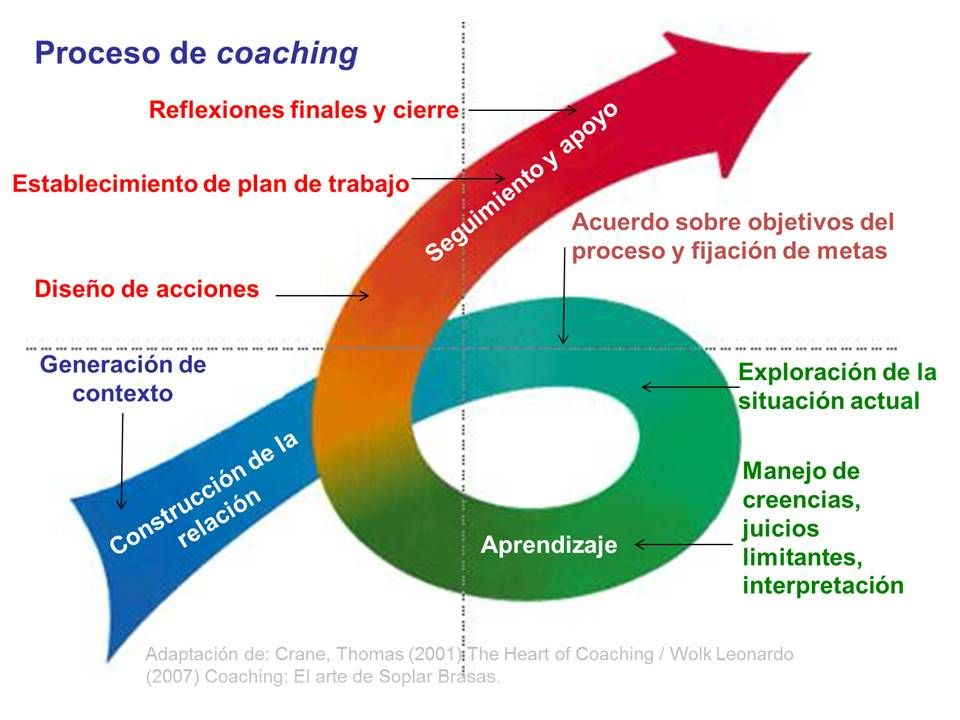 Proceso de coaching
Reflexiones finales y cierre
Seguimiento y apoyo
Establecimiento de plan de trabajo
Acuerdo sobre objetivos del
proceso y fijación de metas
Diseño de acciones
Generación de
contexto
Exploración de la
situación actual
Construcción de la
relación
Manejo de
creencias,
juicios
limitantes,
interpretación
Aprendizaje
Adaptación de: Crane, Thomas (2001) The Heart of Coaching / Wolk Leonardo
(2007) Coaching: El arte de Soplar Brasas.